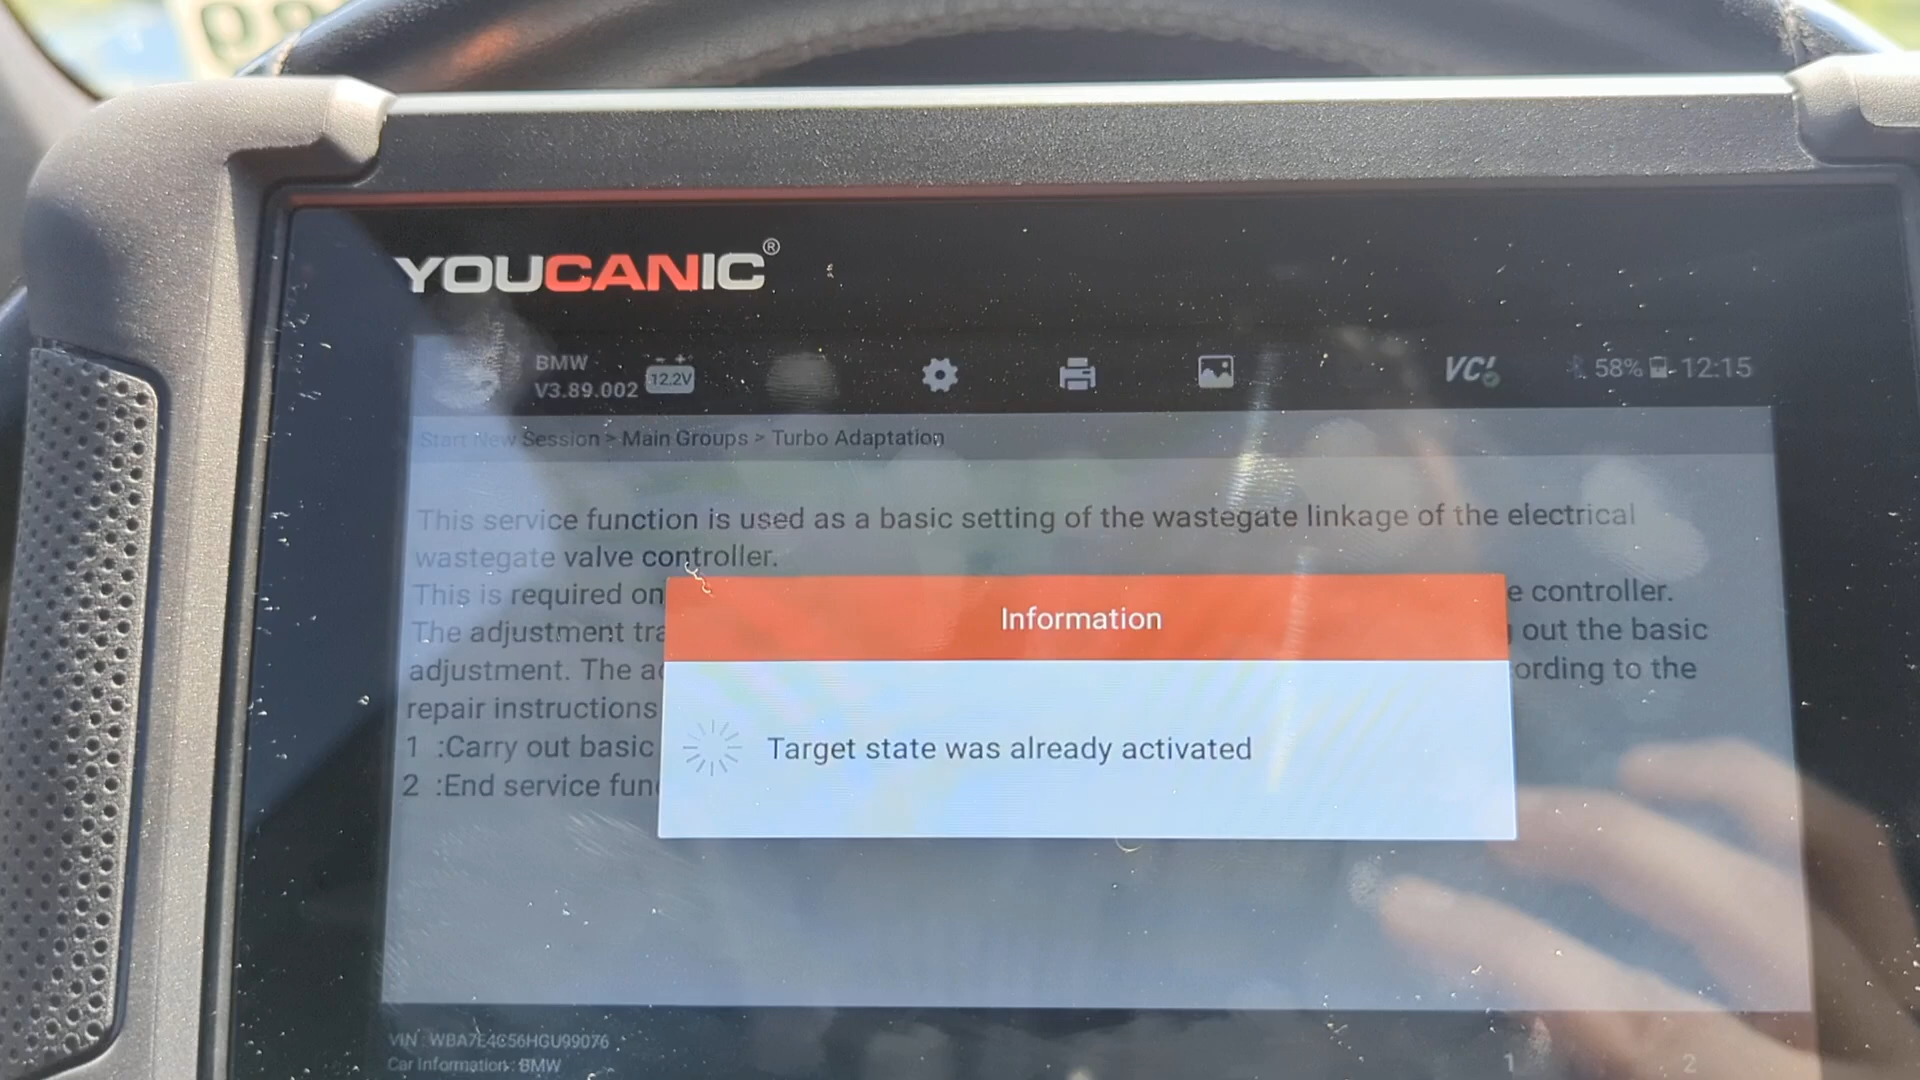 YOUCANIC®
BMW
V3.89.002
12.2V
VC!
58%
12:15
Start New Session > Main Groups > Turbo Adaptation
This service function is used as a basic setting of the wastegate linkage of the electrical
wastegate valve controller.
This is required on e controller.
The adjustment tra out the basic
adjustment. The ac ording to the
repair instructions
1 :Carry out basic
2 :End service fun
Information
Target state was already activated
VIN: WBA7E4C56HGU99076
Car Information: BMW
1
2